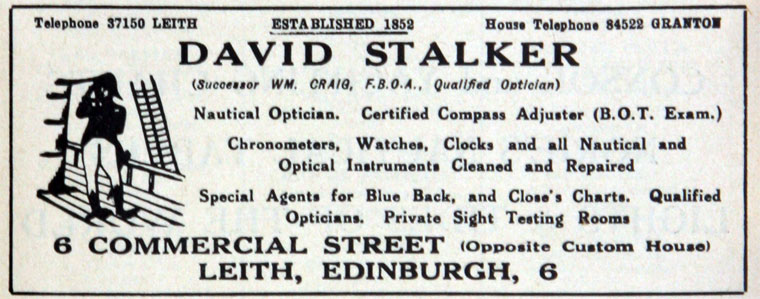 Telephone 37150 LEITH ESTABLISHED 1852 House Telephone 84522 GRANTON
DAVID STALKER
(Successor WM. CRAIG, F.B.O.A., Qualified Optician)
Nautical Optician. Certified Compass Adjuster (B.O.T. Exam.)
Chronometers, Watches, Clocks and all Nautical and
Optical Instruments Cleaned and Repaired
Special Agents for Blue Back, and Close's Charts. Qualified
Opticians. Private Sight Testing Rooms
6 COMMERCIAL STREET (Opposite Custom House)
LEITH, EDINBURGH, 6